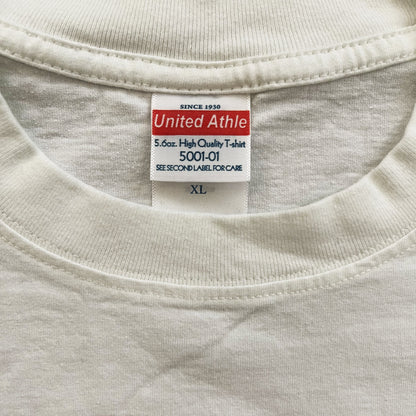 SINCE 1930
United Athle
5.6oz. High Quality T-shirt
5001-01
SEE SECOND LABEL FOR CARE
XL